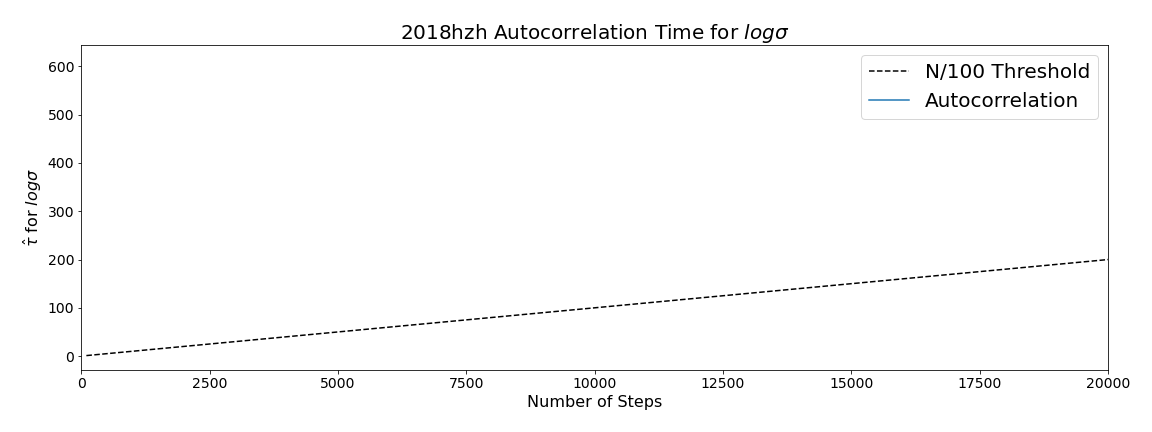 2018hzh Autocorrelation Time for logσ
N/100 Threshold
Autocorrelation
600
500
400
300
200
100
0
τ̂ for logσ
0 2500 5000 7500 10000 12500 15000 17500 20000
Number of Steps